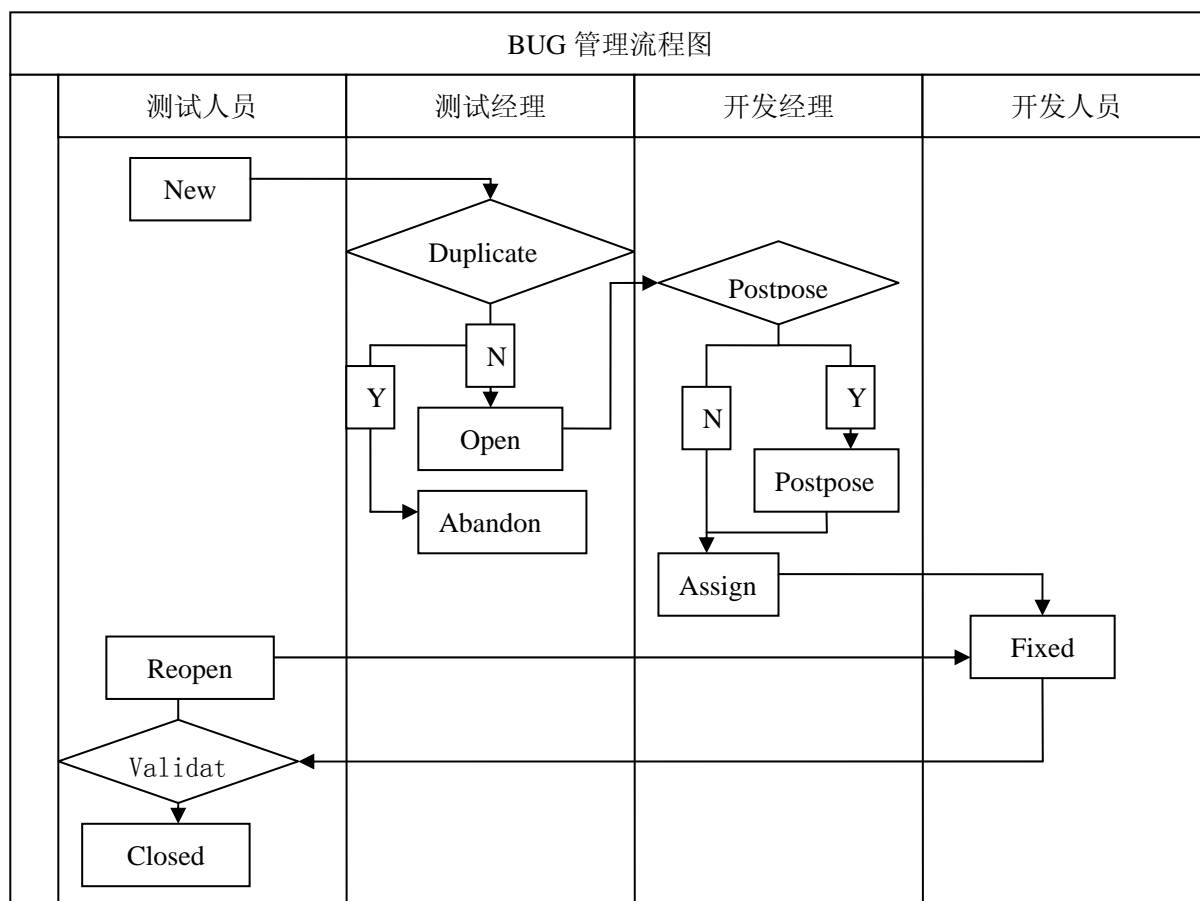 BUG 管理流程图
测试人员
测试经理
开发经理
开发人员
New
Duplicate
Postpose
N
Y
Open
Abandon
N
Y
Postpose
Assign
Fixed
Reopen
Validat
Closed